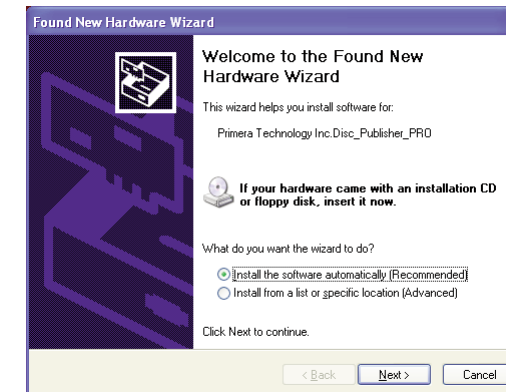 Found New Hardware Wizard
Welcome to the Found New
Hardware Wizard
This wizard helps you install software for:
Primera Technology Inc.Disc_Publisher_PRO
If your hardware came with an installation CD
or floppy disk, insert it now.
What do you want the wizard to do?
Install the software automatically (Recommended)
Install from a list or specific location (Advanced)
Click Next to continue.
< Back Next > Cancel